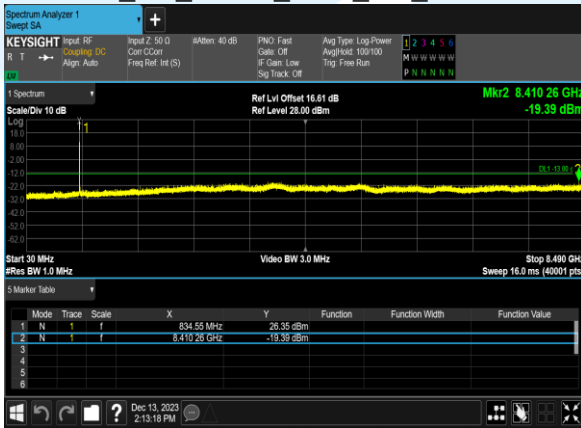 Spectrum Analyzer 1
Swept SA
+
KEYSIGHT Input: RF Input Z: 50 Ω #Atten: 40 dB PNO: Fast Avg Type: Log-Power 1 2 3 4 5 6
R T Coupling: DC Corr CCorr Gate: Off Avg|Hold: 100/100 M W W W W W
Align: Auto Freq Ref: Int (S) IF Gain: Low Trig: Free Run
Sig Track: Off P N N N N N
1 Spectrum Ref Lvl Offset 16.61 dB Mkr2 8.410 26 GHz
Scale/Div 10 dB Ref Level 28.00 dBm -19.39 dBm
Log
1
18.0
8.00
-2.00
-12.0
DL1 -13.00
-22.0
-32.0
-42.0
-52.0
-62.0
Start 30 MHz Video BW 3.0 MHz Stop 8.490 GHz
#Res BW 1.0 MHz Sweep 16.0 ms (40001 pts)
5 Marker Table
Mode Trace Scale X Y Function Function Width Function Value
1 N 1 f 834.55 MHz 26.35 dBm
2 N 1 f 8.410 26 GHz -19.39 dBm
3
4
5
6
? Dec 13, 2023
2:13:18 PM